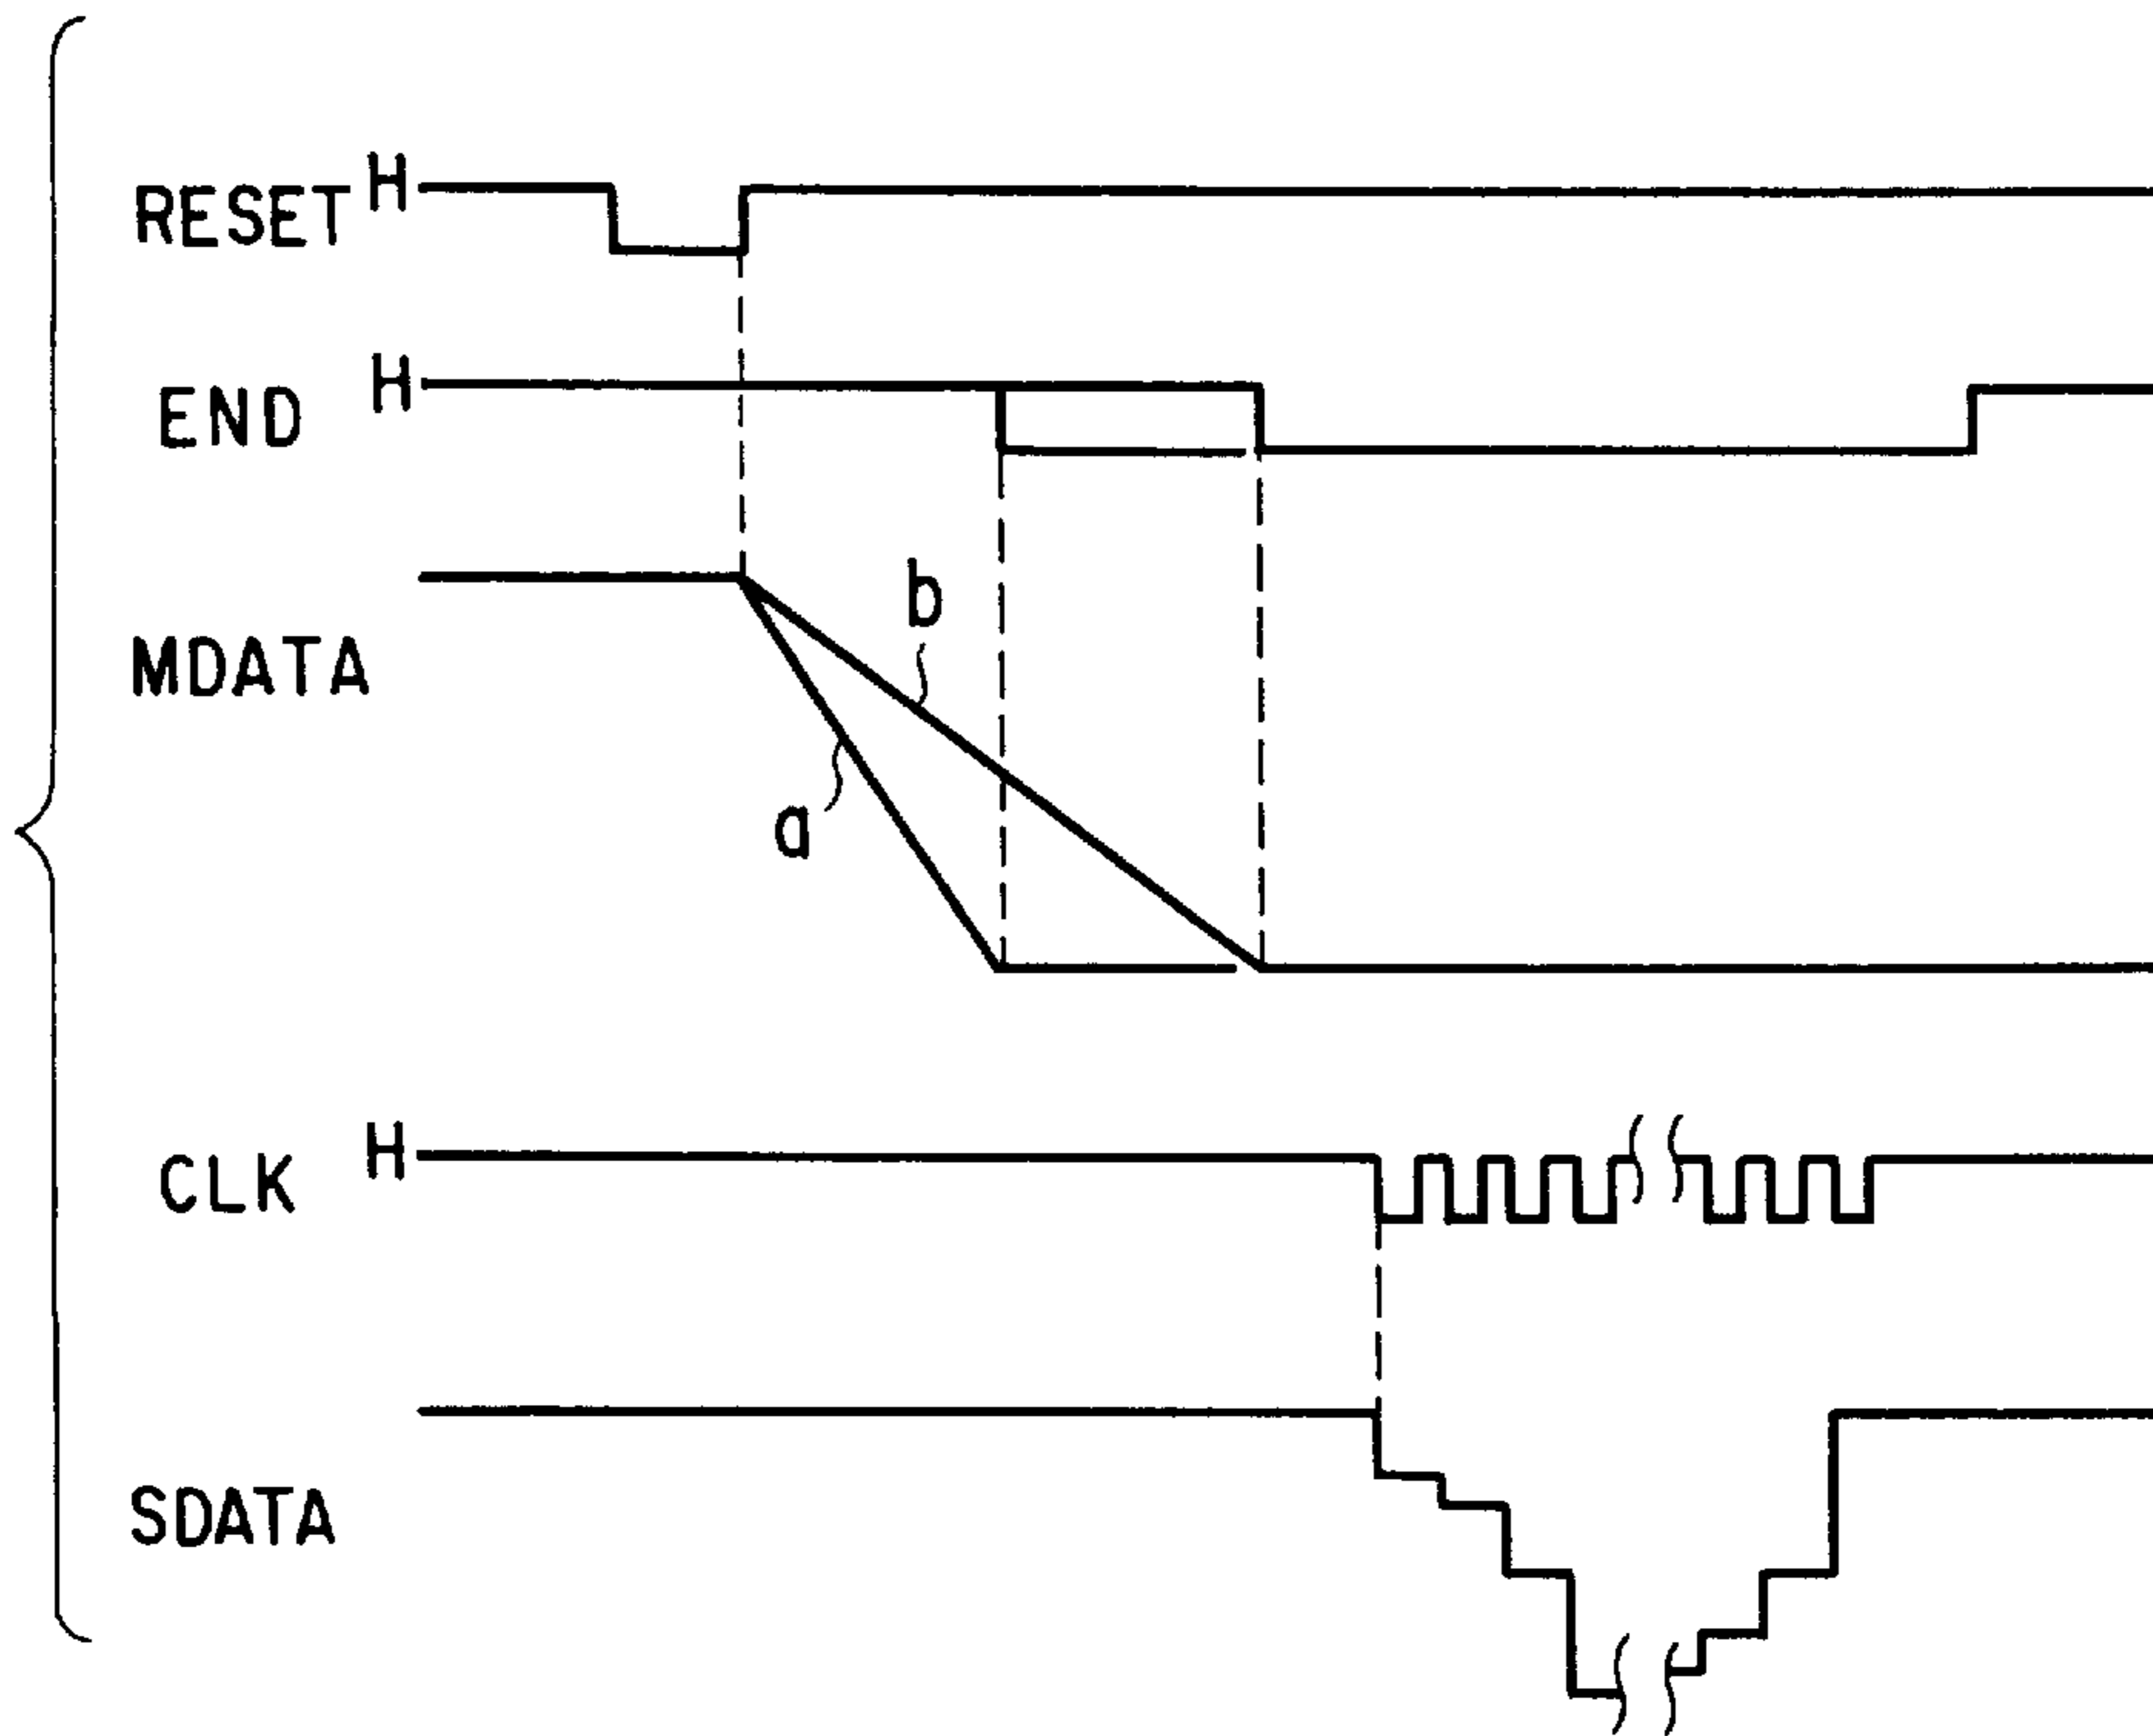 RESET H
END H
MDATA
b
a
CLK H
SDATA